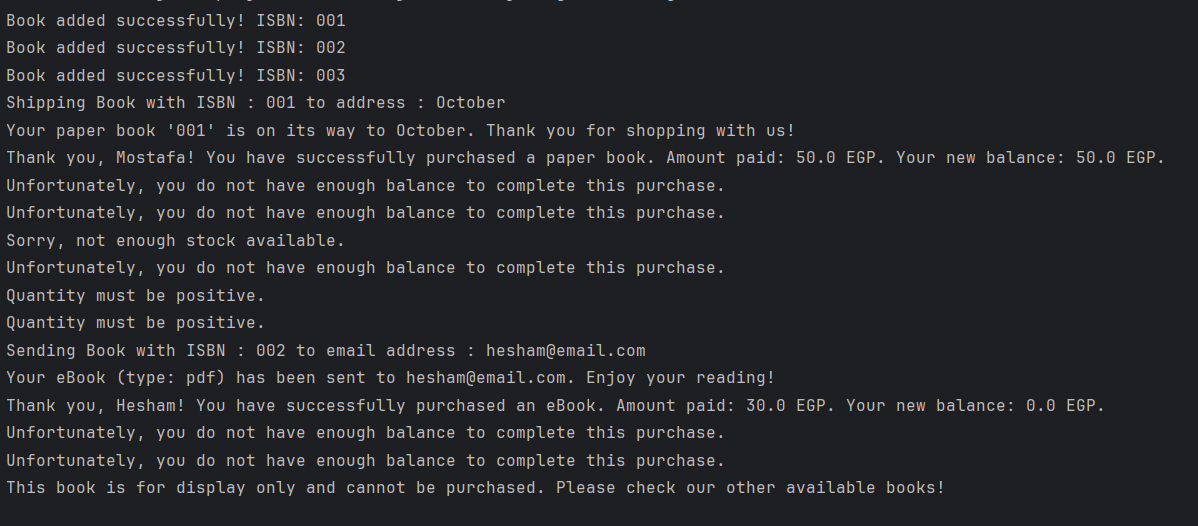 Book added successfully! ISBN: 001
Book added successfully! ISBN: 002
Book added successfully! ISBN: 003
Shipping Book with ISBN : 001 to address : October
Your paper book '001' is on its way to October. Thank you for shopping with us!
Thank you, Mostafa! You have successfully purchased a paper book. Amount paid: 50.0 EGP. Your new balance: 50.0 EGP.
Unfortunately, you do not have enough balance to complete this purchase.
Unfortunately, you do not have enough balance to complete this purchase.
Sorry, not enough stock available.
Unfortunately, you do not have enough balance to complete this purchase.
Quantity must be positive.
Quantity must be positive.
Sending Book with ISBN : 002 to email address : hesham@email.com
Your eBook (type: pdf) has been sent to hesham@email.com. Enjoy your reading!
Thank you, Hesham! You have successfully purchased an eBook. Amount paid: 30.0 EGP. Your new balance: 0.0 EGP.
Unfortunately, you do not have enough balance to complete this purchase.
Unfortunately, you do not have enough balance to complete this purchase.
This book is for display only and cannot be purchased. Please check our other available books!